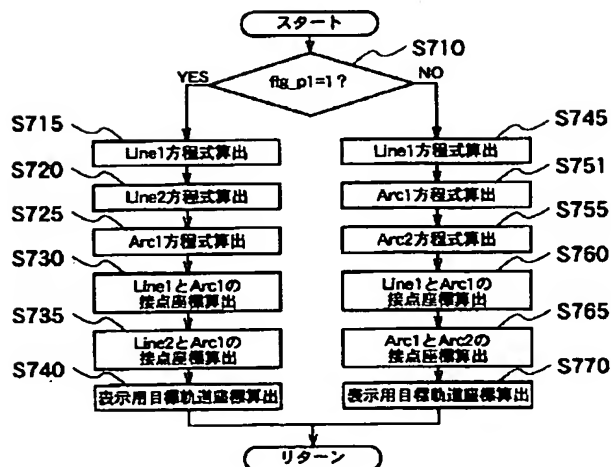 スタート
S710
flg_p1=1?
YES
NO
S715
Line1方程式算出
S720
Line2方程式算出
S725
Arc1方程式算出
S730
Line1とArc1の
接点座標算出
S735
Line2とArc1の
接点座標算出
S740
表示用目標軌道座標算出
S745
Line1方程式算出
S751
Arc1方程式算出
S755
Arc2方程式算出
S760
Line1とArc1の
接点座標算出
S765
Arc1とArc2の
接点座標算出
S770
表示用目標軌道座標算出
リターン